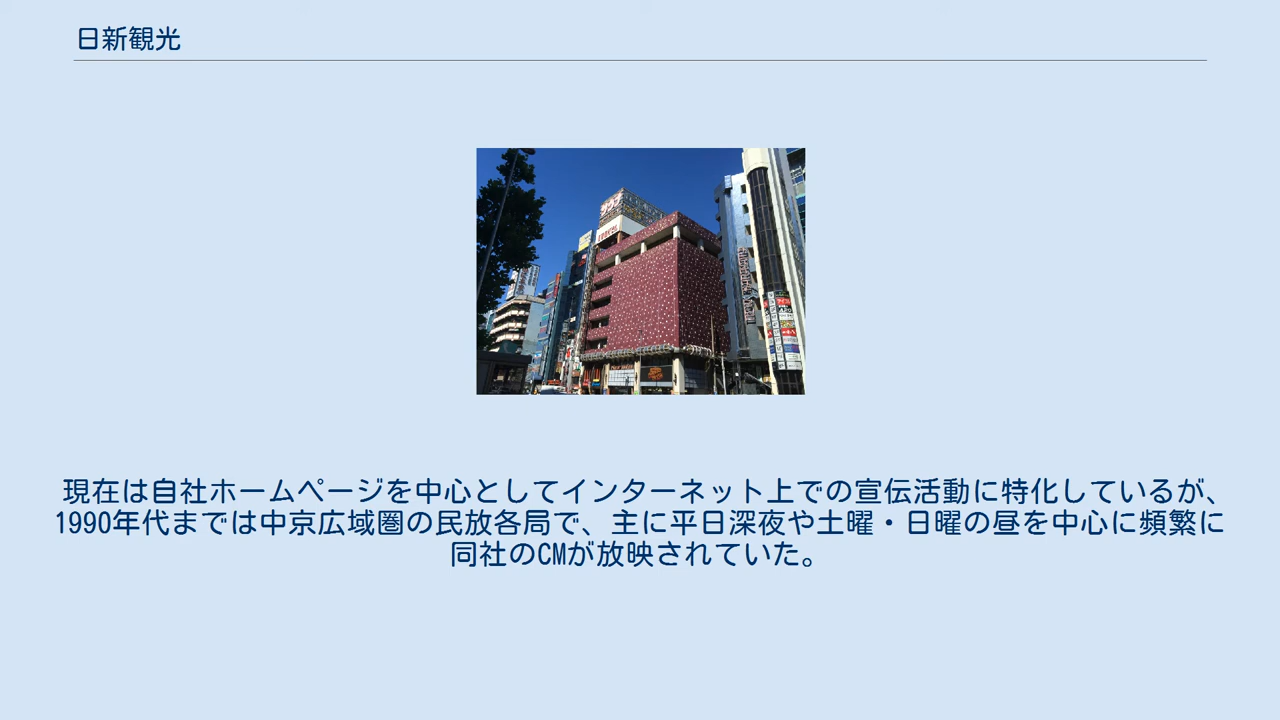 日新観光
現在は自社ホームページを中心としてインターネット上での宣伝活動に特化しているが、
1990年代までは中京広域圏の民放各局で、主に平日深夜や土曜・日曜の昼を中心に頻繁に
同社のCMが放映されていた。